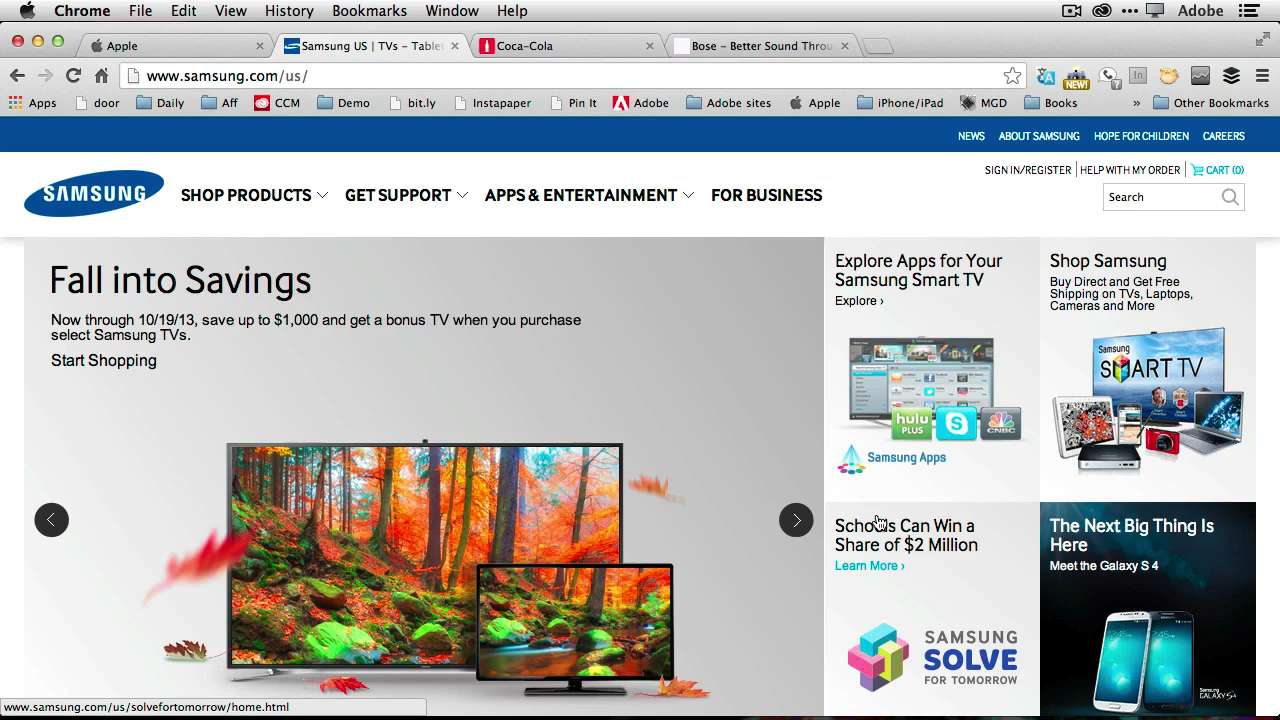 Chrome File Edit View History Bookmarks Window Help Adobe
Apple Samsung US | TVs – Tablet Coca-Cola Bose – Better Sound Throu
www.samsung.com/us/
NEW!
Apps door Daily Aff CCM Demo bit.ly Instapaper Pin It Adobe Adobe sites Apple iPhone/iPad MGD Books » Other Bookmarks
NEWS ABOUT SAMSUNG HOPE FOR CHILDREN CAREERS
SIGN IN/REGISTER HELP WITH MY ORDER CART (0)
SAMSUNG SHOP PRODUCTS GET SUPPORT APPS & ENTERTAINMENT FOR BUSINESS
Search
Fall into Savings
Now through 10/19/13, save up to $1,000 and get a bonus TV when you purchase
select Samsung TVs.
Start Shopping
Explore Apps for Your
Samsung Smart TV
Explore ›
hulu
PLUS
CNBC
Samsung Apps
Shop Samsung
Buy Direct and Get Free
Shipping on TVs, Laptops,
Cameras and More
Samsung
SMART TV
Schools Can Win a
Share of $2 Million
Learn More ›
SAMSUNG
SOLVE
FOR TOMORROW
The Next Big Thing Is
Here
Meet the Galaxy S 4
Samsung
GALAXY S4
www.samsung.com/us/solvefortomorrow/home.html